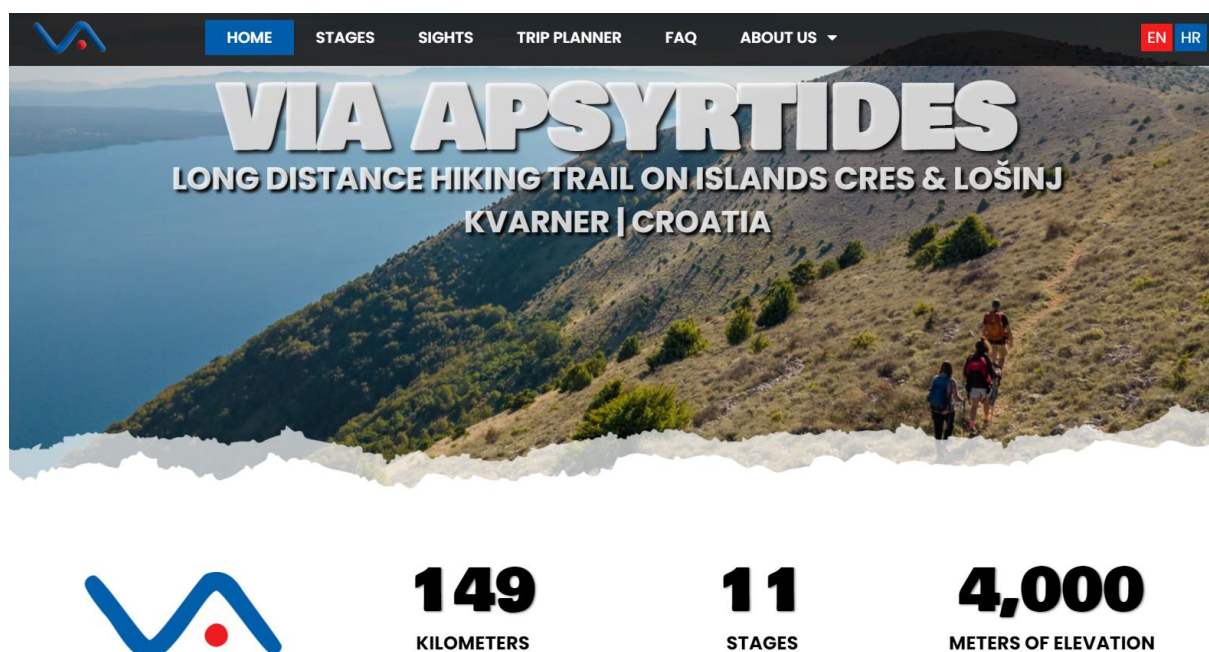 HOME STAGES SIGHTS TRIP PLANNER FAQ ABOUT US EN HR
VIA APSYRTIDES
LONG DISTANCE HIKING TRAIL ON ISLANDS CRES & LOŠINJ
KVARNER | CROATIA
149 11 4,000
KILOMETERS STAGES METERS OF ELEVATION